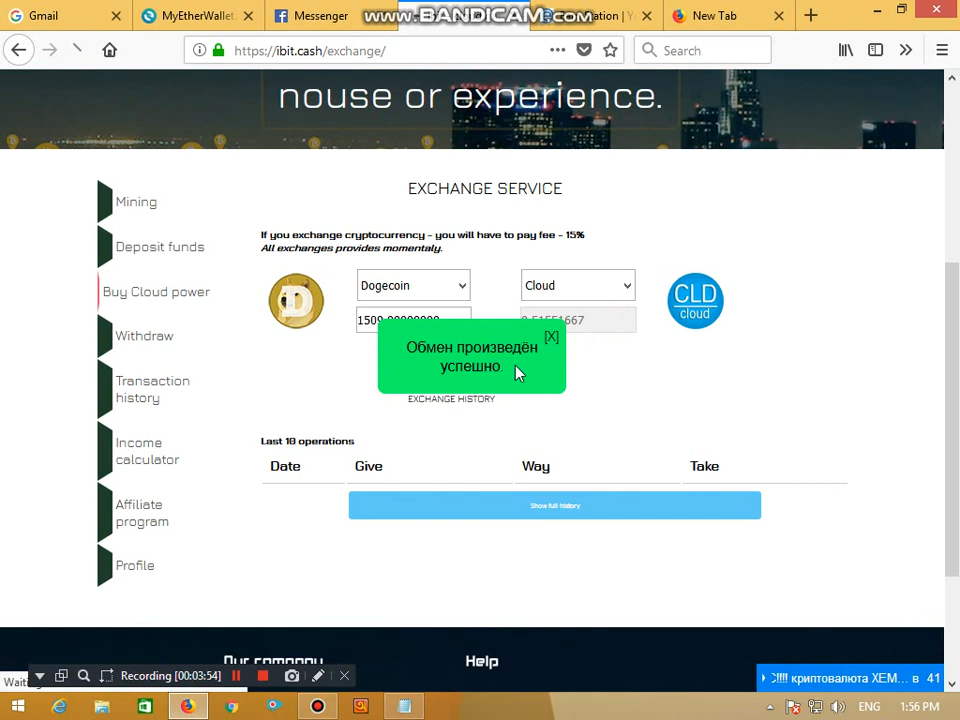 Gmail
MyEtherWallet.
Messenger
WWW.BANDICAM.COM
New Tab
https://ibit.cash/exchange/
Search
nouse or experience.
EXCHANGE SERVICE
Mining
Deposit funds
Buy Cloud power
Withdraw
Transaction
history
Income
calculator
Affiliate
program
Profile
If you exchange cryptocurrency - you will have to pay fee - 15%
All exchanges provides momentaly.
Dogecoin
Cloud
CLD
cloud
Обмен произведён
успешно.
[X]
EXCHANGE HISTORY
Last 10 operations
Date Give Way Take
Show full history
Our company Help
Recording [00:03:54]
С!!!! криптовалюта XEM... в 41
ENG 1:56 PM